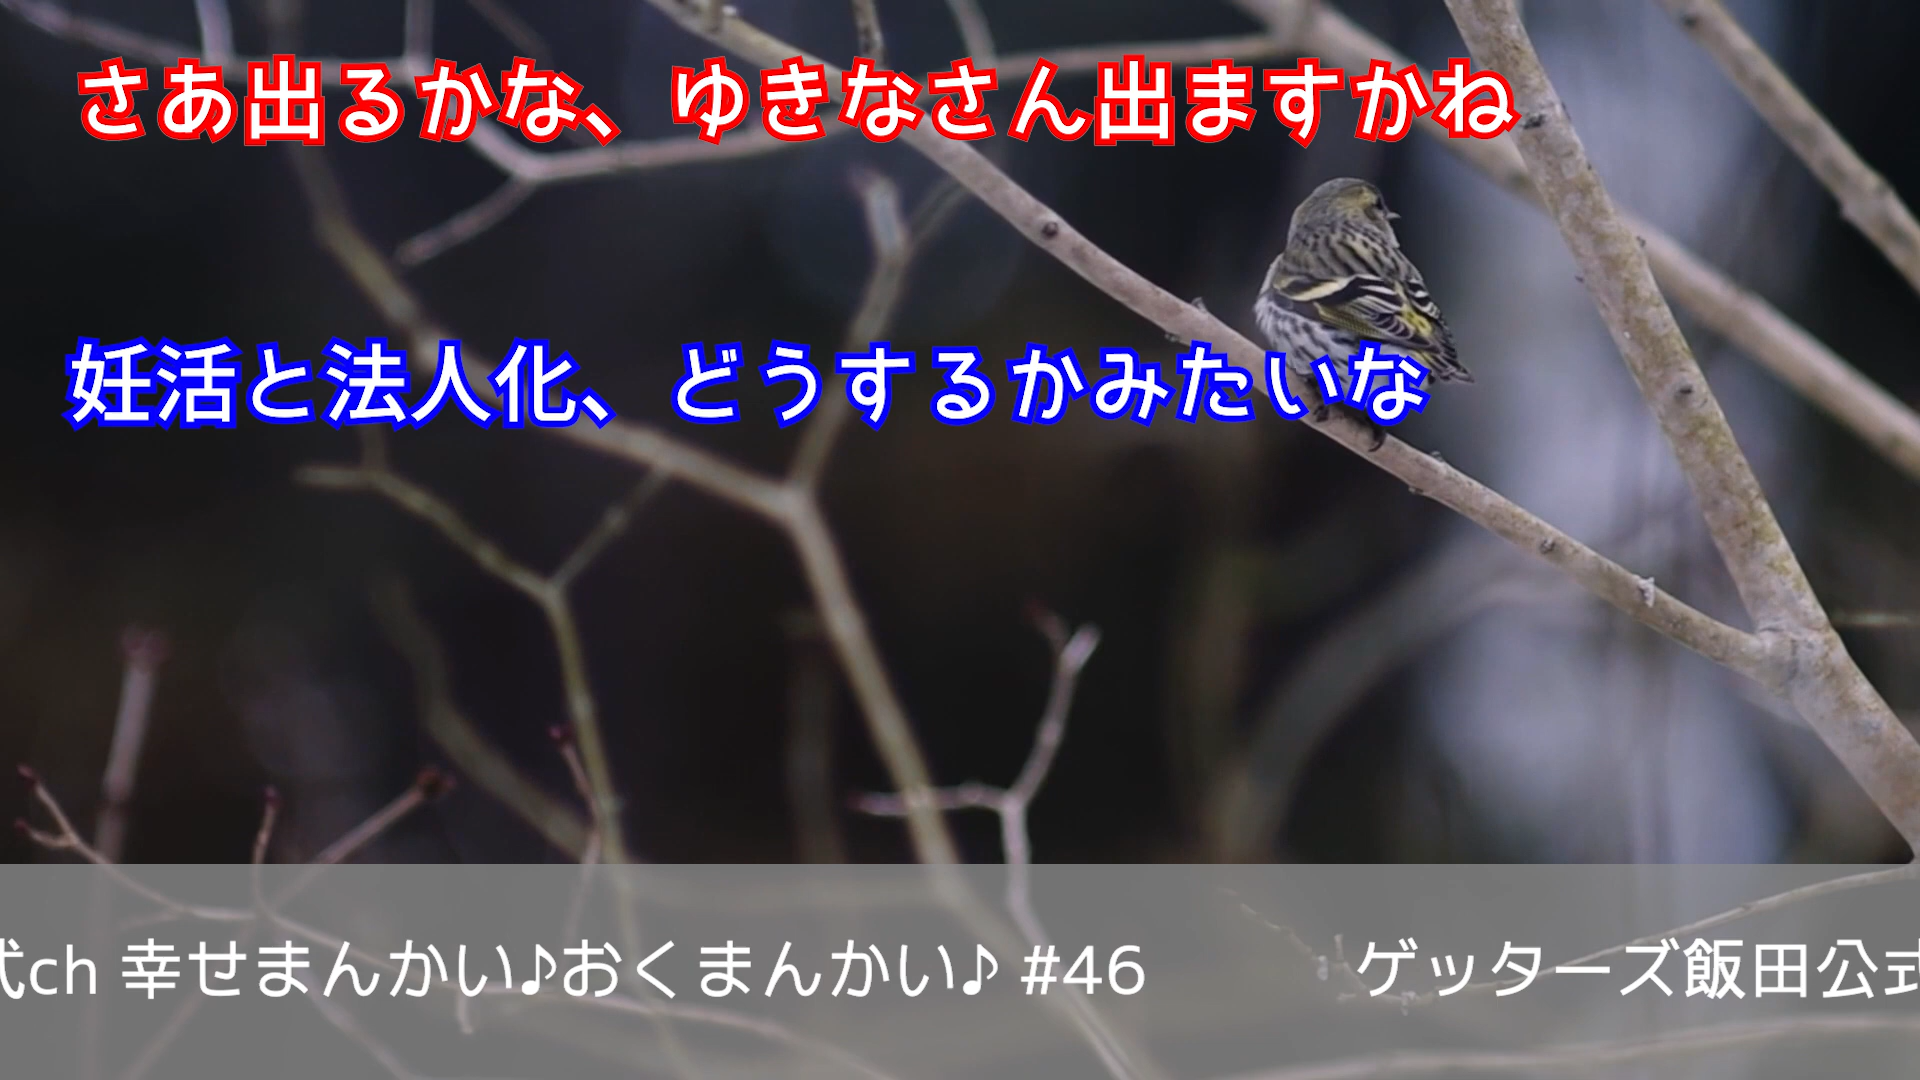 さあ出るかな、ゆきなさん出ますかね
妊活と法人化、どうするかみたいな
式ch 幸せまんかい♪おくまんかい♪ #46 ゲッターズ飯田公式